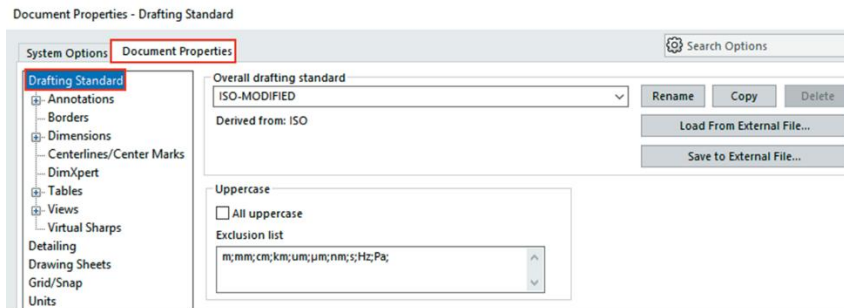 Document Properties - Drafting Standard
System Options
Document Properties
Search Options
Drafting Standard
Annotations
Borders
Dimensions
Centerlines/Center Marks
DimXpert
Tables
Views
Virtual Sharps
Detailing
Drawing Sheets
Grid/Snap
Units
Overall drafting standard
ISO-MODIFIED
Rename
Copy
Delete
Derived from: ISO
Load From External File...
Save to External File...
Uppercase
All uppercase
Exclusion list
m;mm;cm;km;um;µm;nm;s;Hz;Pa;